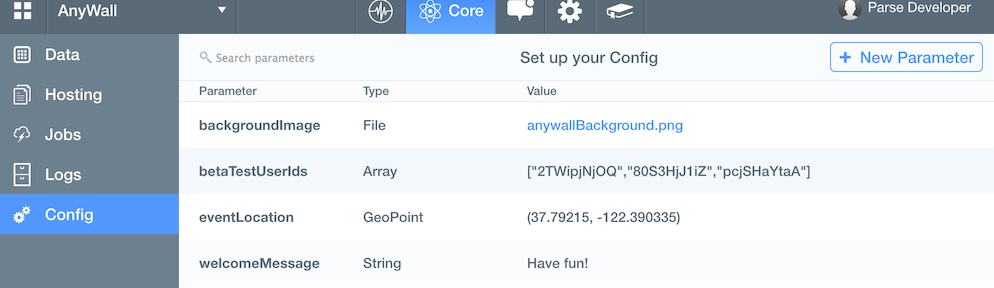 AnyWall
Core
Parse Developer
Data
Hosting
Jobs
Logs
Config
Search parameters
Set up your Config
+ New Parameter
Parameter Type Value
backgroundImage File anywallBackground.png
betaTestUserIds Array ["2TWipjNjOQ","80S3HjJ1iZ","pcjSHaYtaA"]
eventLocation GeoPoint (37.79215, -122.390335)
welcomeMessage String Have fun!